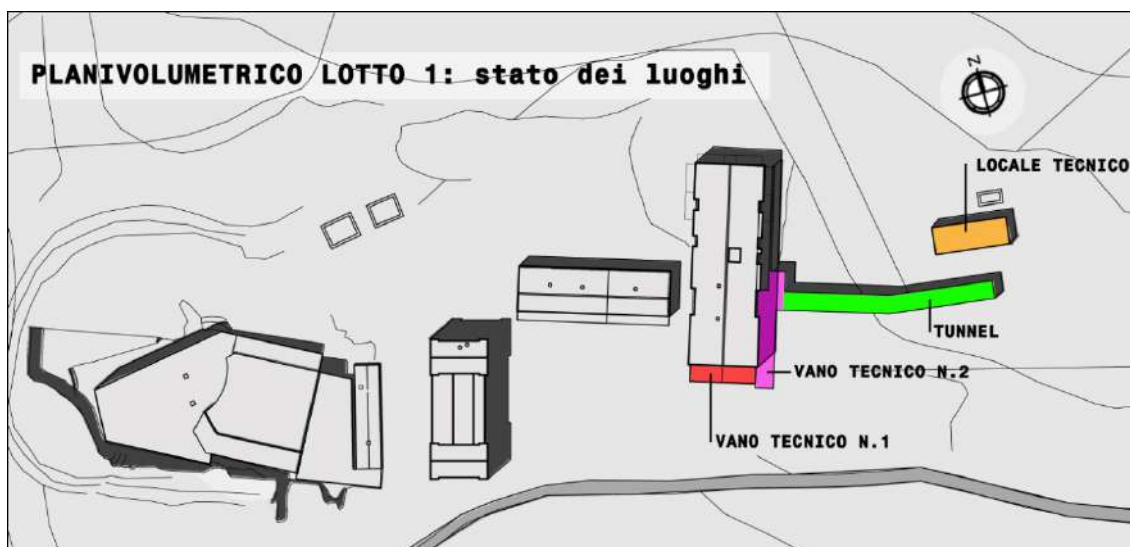 PLANIVOLUMETRICO LOTTO 1: stato dei luoghi
N
LOCALE TECNICO
TUNNEL
VANO TECNICO N.2
VANO TECNICO N.1